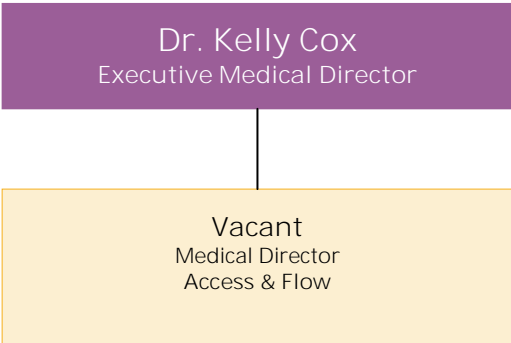 Dr. Kelly Cox
Executive Medical Director
Vacant
Medical Director
Access & Flow